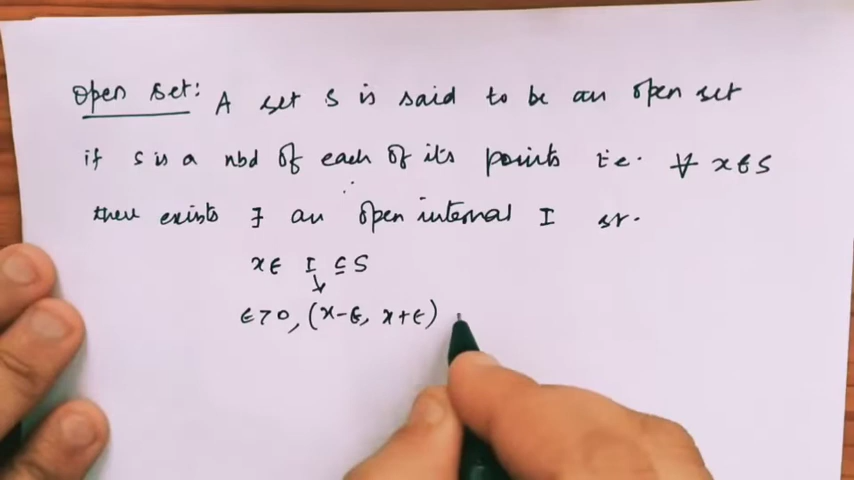 Open set: A set S is said to be an open set
if S is a nbd of each of its points i.e. ∀ x ∈ S
there exists ∃ an open interval I st.
x ∈ I ⊆ S
↓
ε > 0, (x-ε, x+ε)